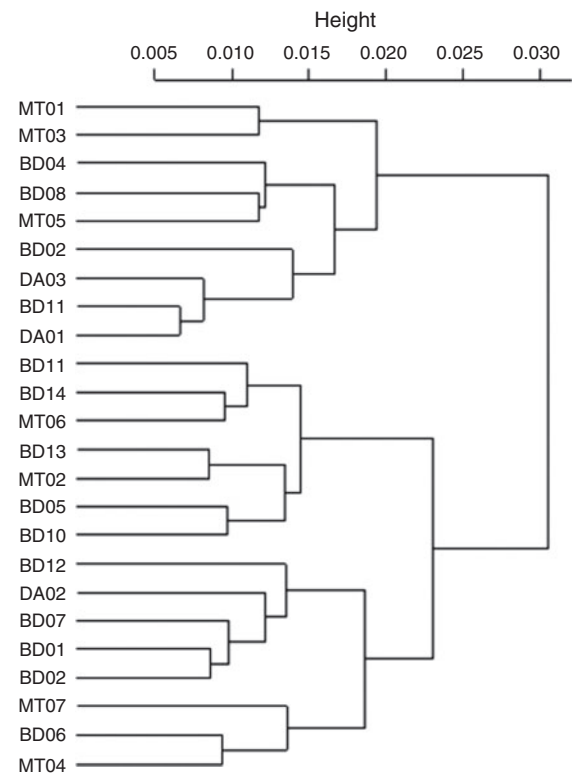 Height
0.005 0.010 0.015 0.020 0.025 0.030
MT01
MT03
BD04
BD08
MT05
BD02
DA03
BD11
DA01
BD11
BD14
MT06
BD13
MT02
BD05
BD10
BD12
DA02
BD07
BD01
BD02
MT07
BD06
MT04